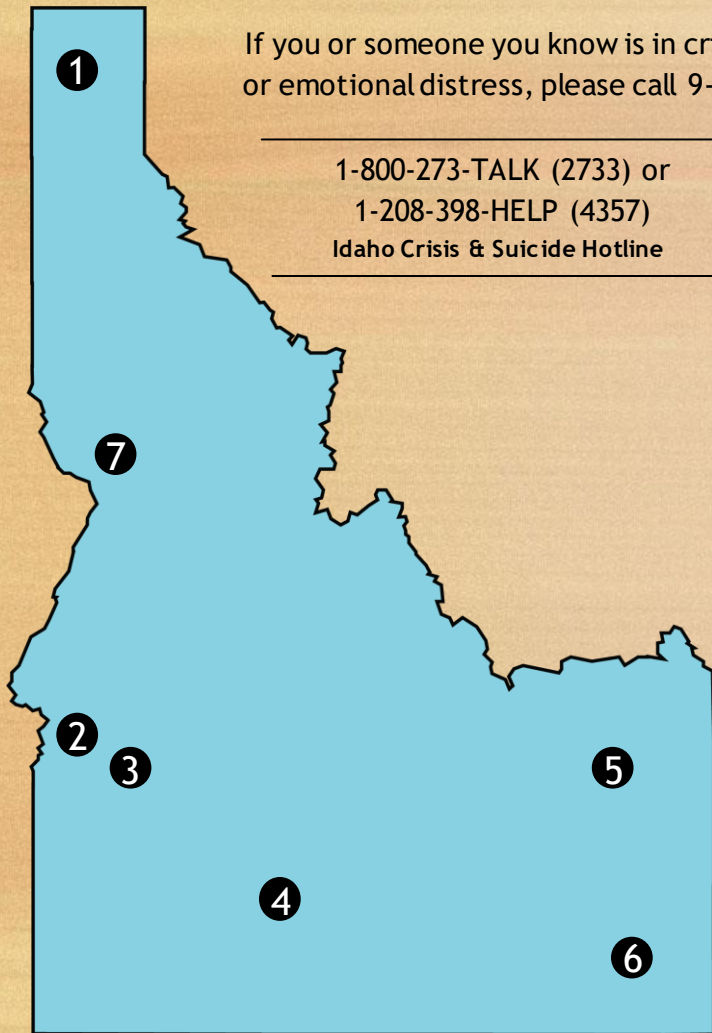 If you or someone you know is in
or emotional distress, please call 9-
1-800-273-TALK (2733) or
1-208-398-HELP (4357)
Idaho Crisis & Suicide Hotline
1
7
2
3
5
4
6